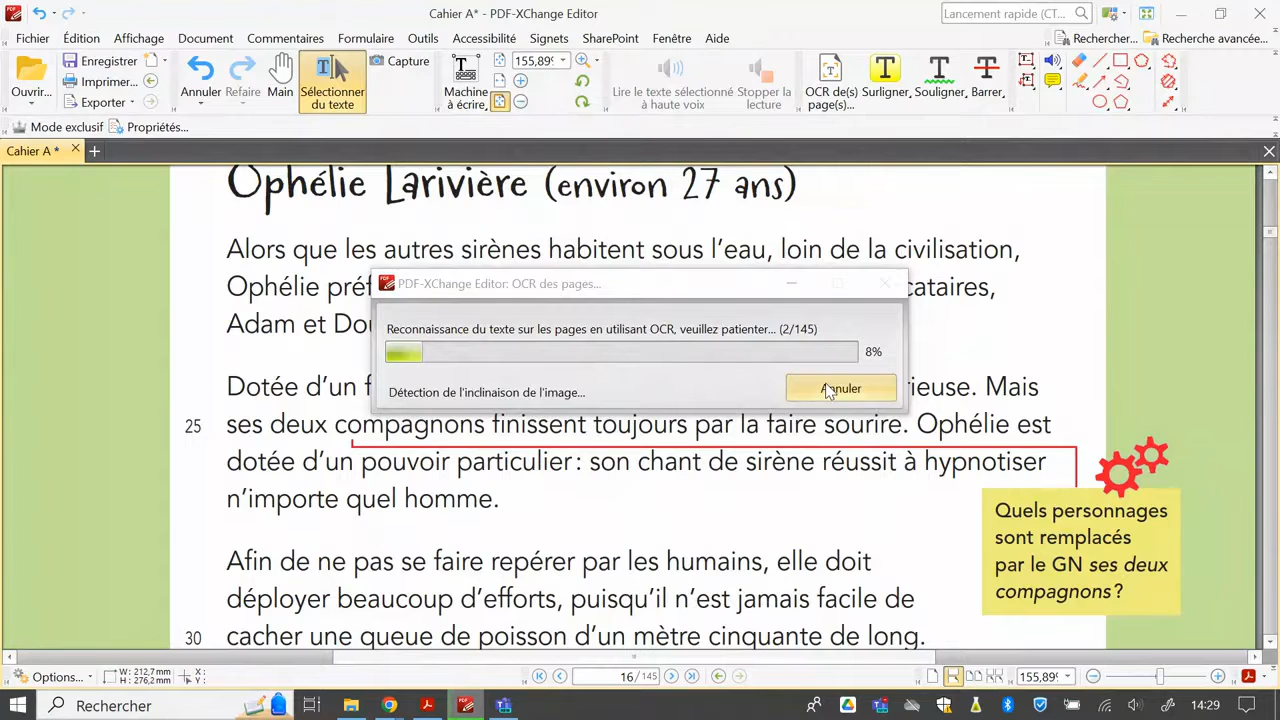 Cahier A* - PDF-XChange Editor
Lancement rapide (CT...
Fichier Édition Affichage Document Commentaires Formulaire Outils Accessibilité Signets SharePoint Fenêtre Aide
Rechercher... Recherche avancée...
Ouvrir...
Enregistrer
Imprimer...
Exporter
Annuler
Refaire
Main
Sélectionner
du texte
Capture
Machine
à écrire
155,89%
Lire le texte sélectionné
à haute voix
Stopper la
lecture
OCR de(s)
page(s)...
Surligner
Souligner
Barrer
Mode exclusif Propriétés...
Cahier A *
Ophélie Larivière (environ 27 ans)
Alors que les autres sirènes habitent sous l'eau, loin de la civilisation,
Ophélie préf cataires,
Adam et Dou
PDF-XChange Editor: OCR des pages...
Reconnaissance du texte sur les pages en utilisant OCR, veuillez patienter... (2/145)
8%
Détection de l'inclinaison de l'image...
Annuler
Dotée d'un f rieuse. Mais
25 ses deux compagnons finissent toujours par la faire sourire. Ophélie est
dotée d'un pouvoir particulier : son chant de sirène réussit à hypnotiser
n'importe quel homme.
Quels personnages
sont remplacés
par le GN ses deux
compagnons ?
Afin de ne pas se faire repérer par les humains, elle doit
déployer beaucoup d'efforts, puisqu'il n'est jamais facile de
30 cacher une queue de poisson d'un mètre cinquante de long.
Options... W: 212,7 mm X:
H: 276,2 mm Y:
16 /145
155,89%
Rechercher
14:29